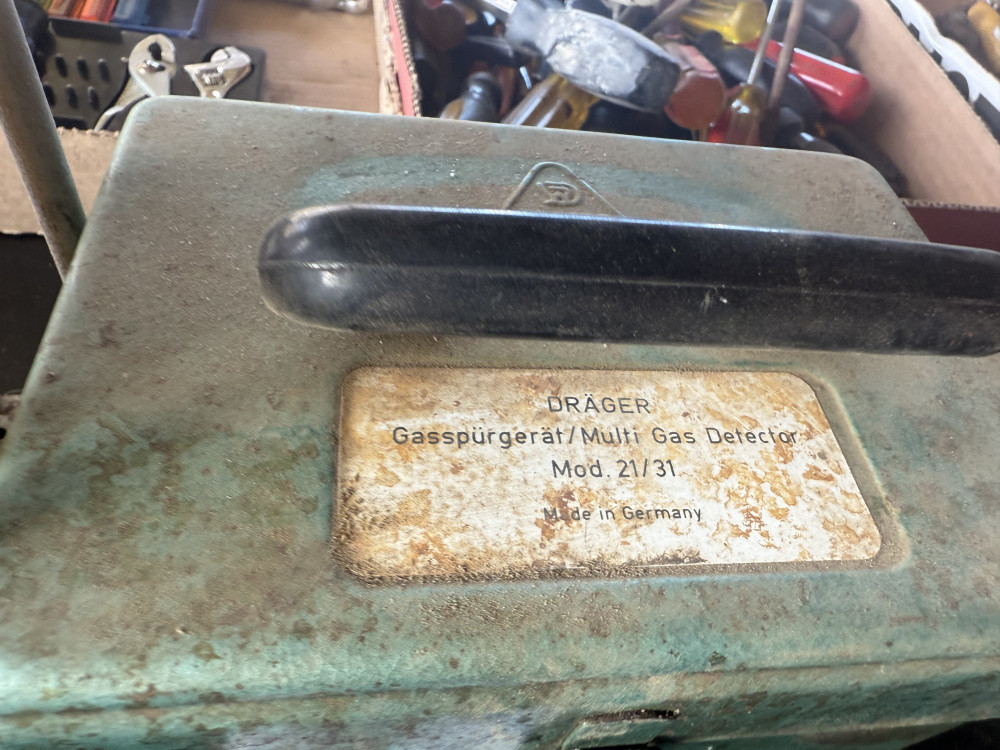 DRÄGER
Gasspürgerät/Multi Gas Detector
Mod. 21/31
Made in Germany